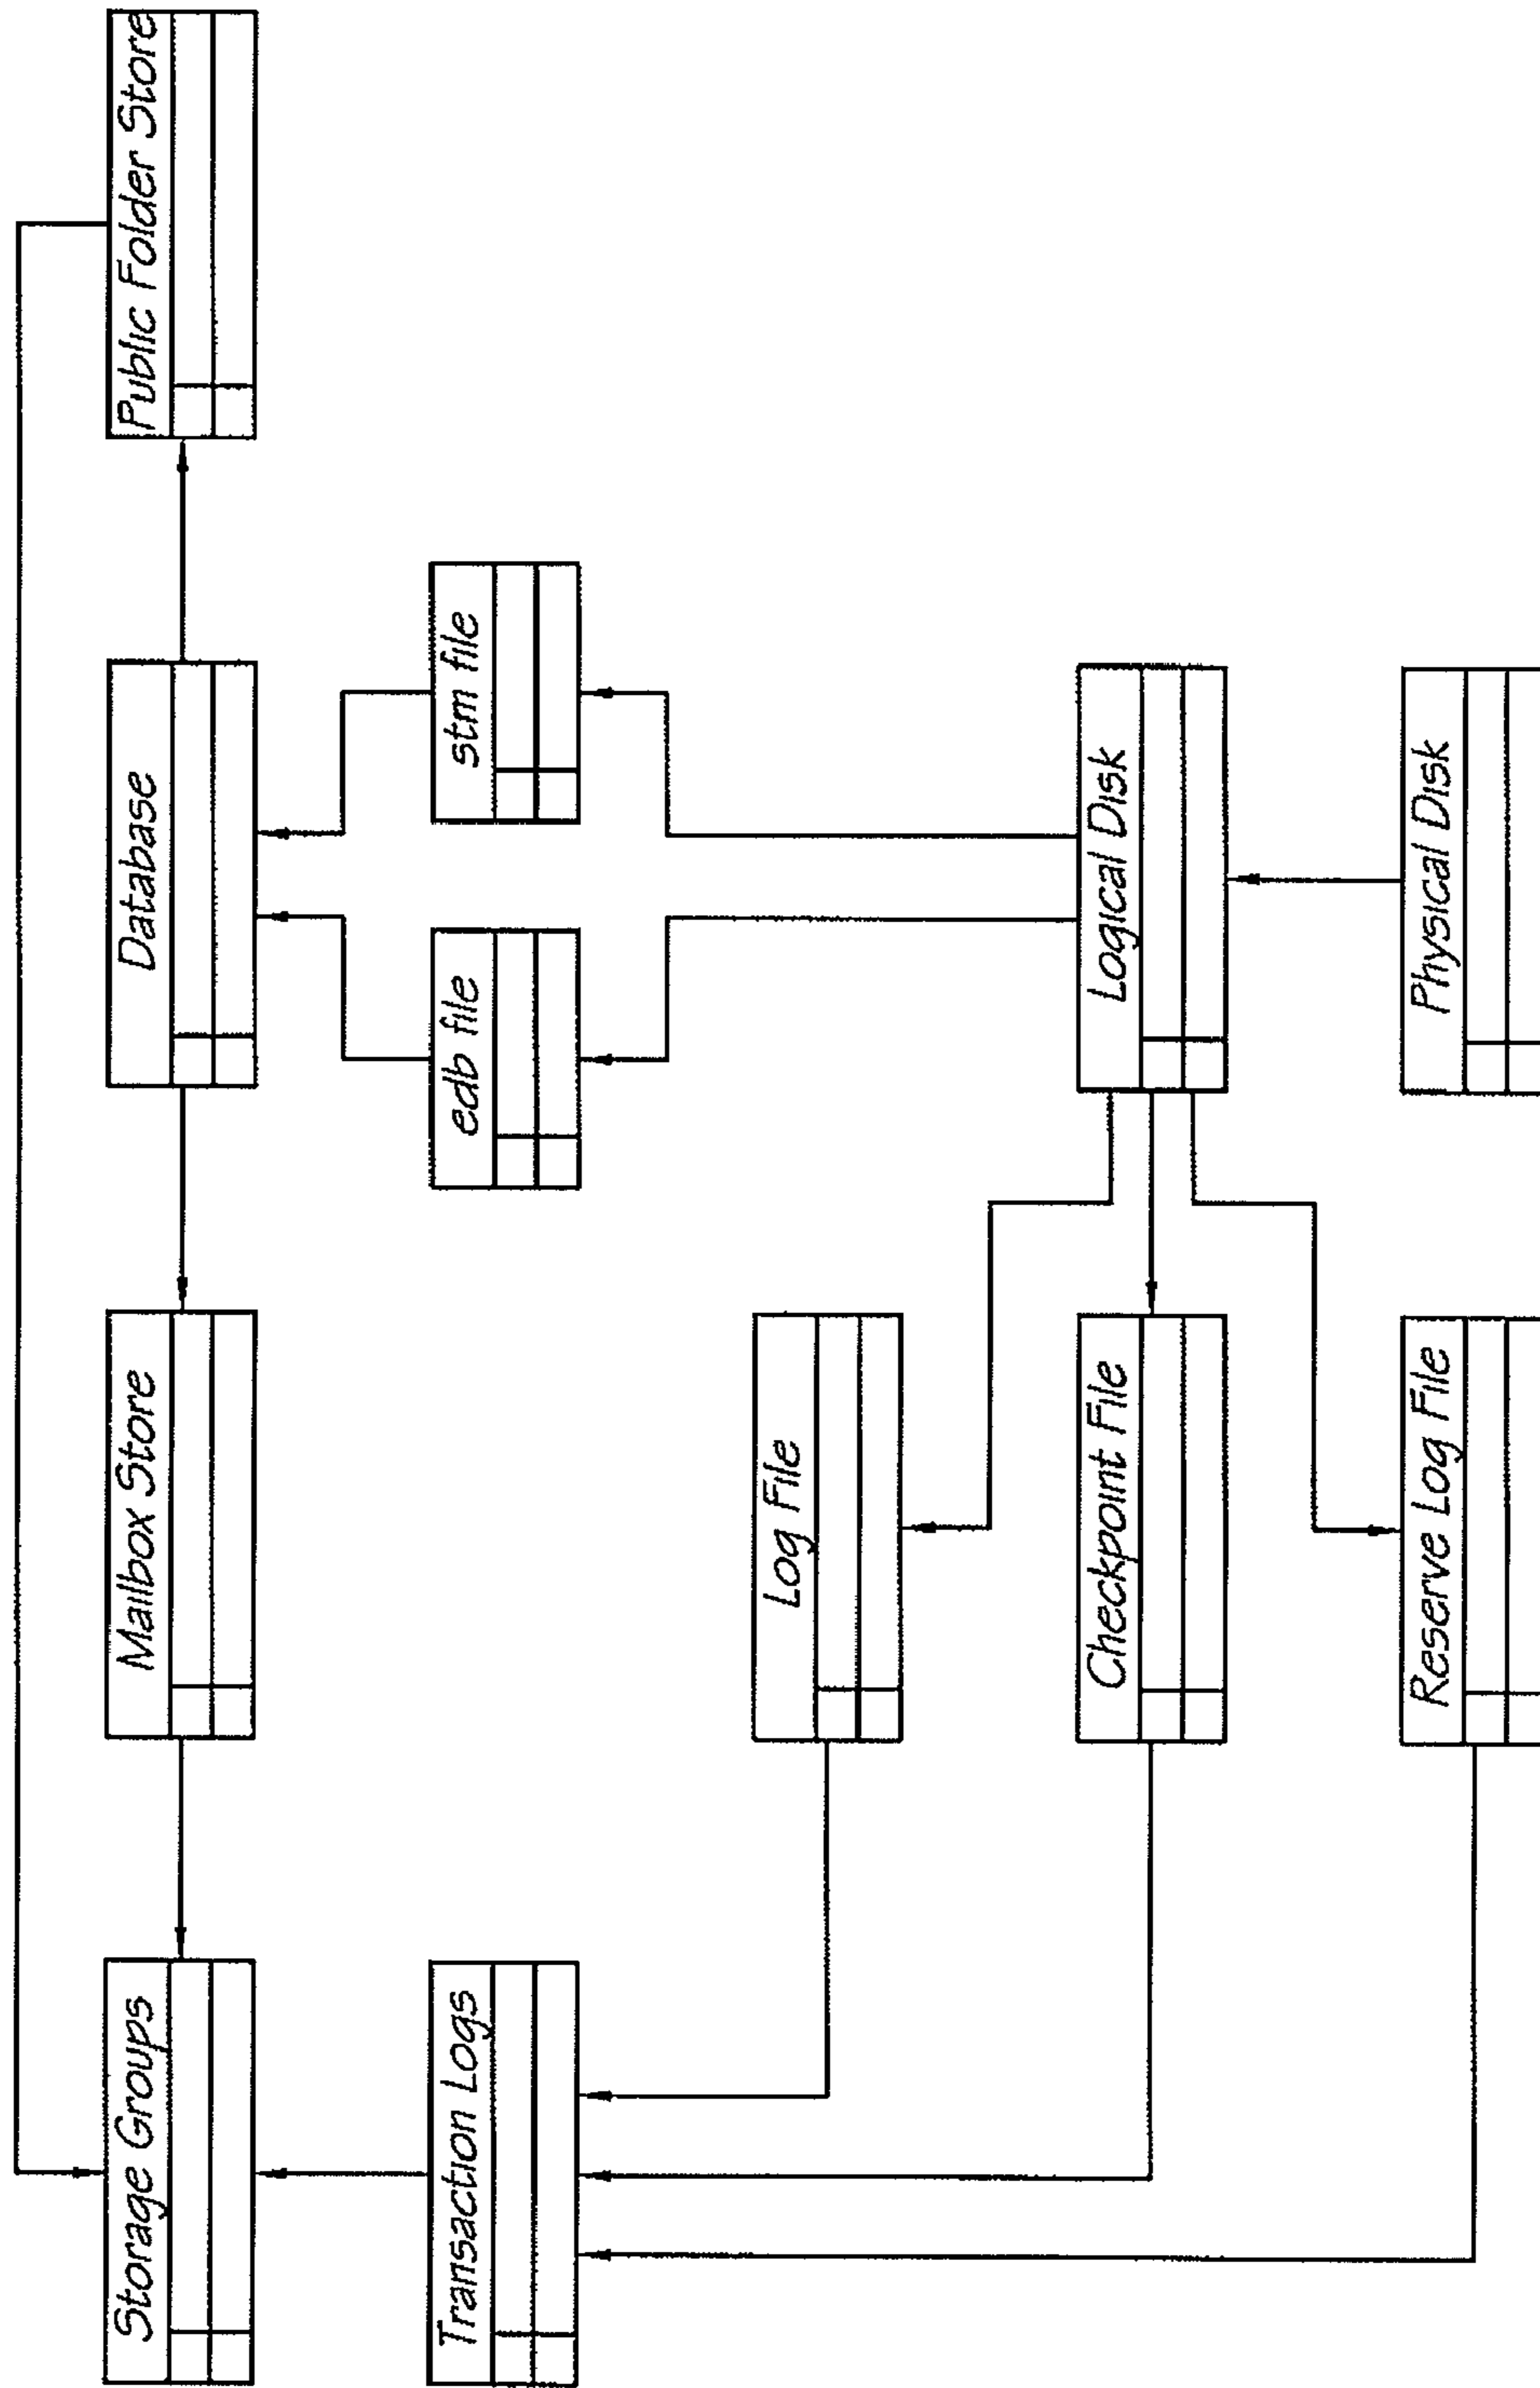 Storage Groups
Mailbox Store
Database
Public Folder Store
Transaction Logs
edb file
stm file
Log File
Checkpoint File
Logical Disk
Reserve Log File
Physical Disk